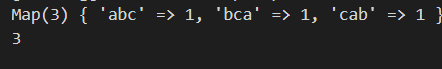 Map(3) { 'abc' => 1, 'bca' => 1, 'cab' => 1 }
3